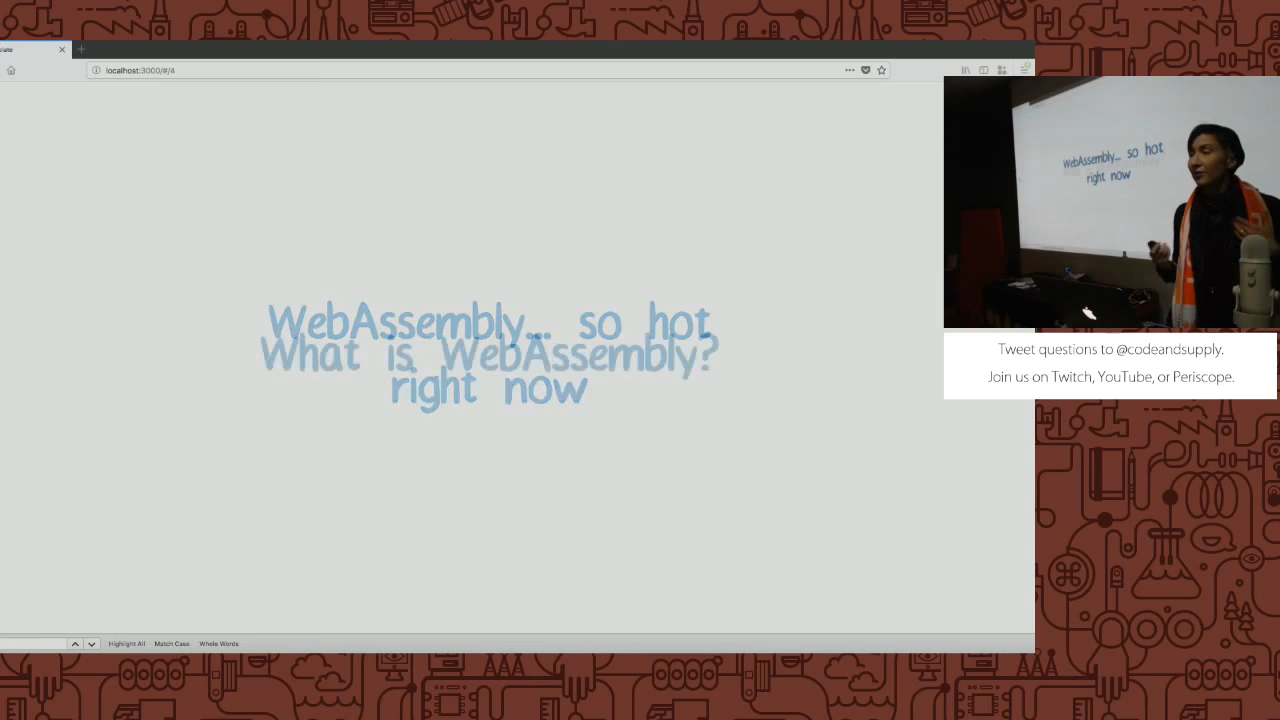 plate
localhost:3000/#/4
WebAssembly... so hot
What is WebAssembly?
right now
Highlight All Match Case Whole Words
WebAssembly... so hot
right now
Tweet questions to @codeandsupply.
Join us on Twitch, YouTube, or Periscope.